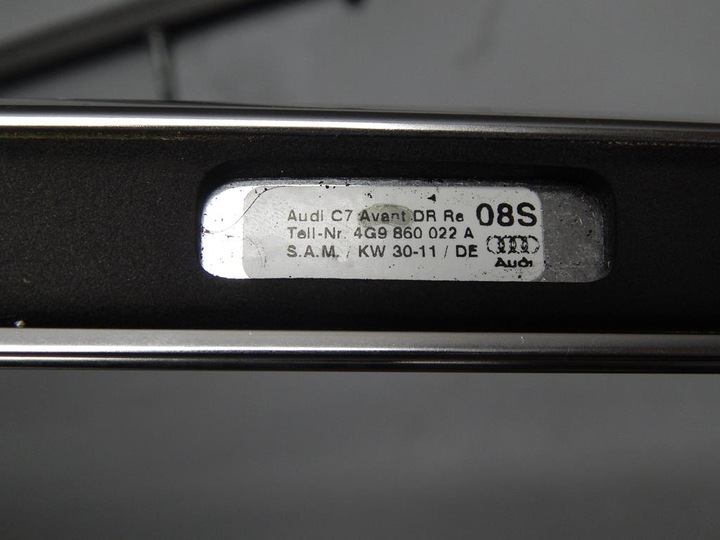 Audi C7 Avant DR Re 08S
Teil-Nr. 4G9 860 022 A
S.A.M. / KW 30-11 / DE
Audi